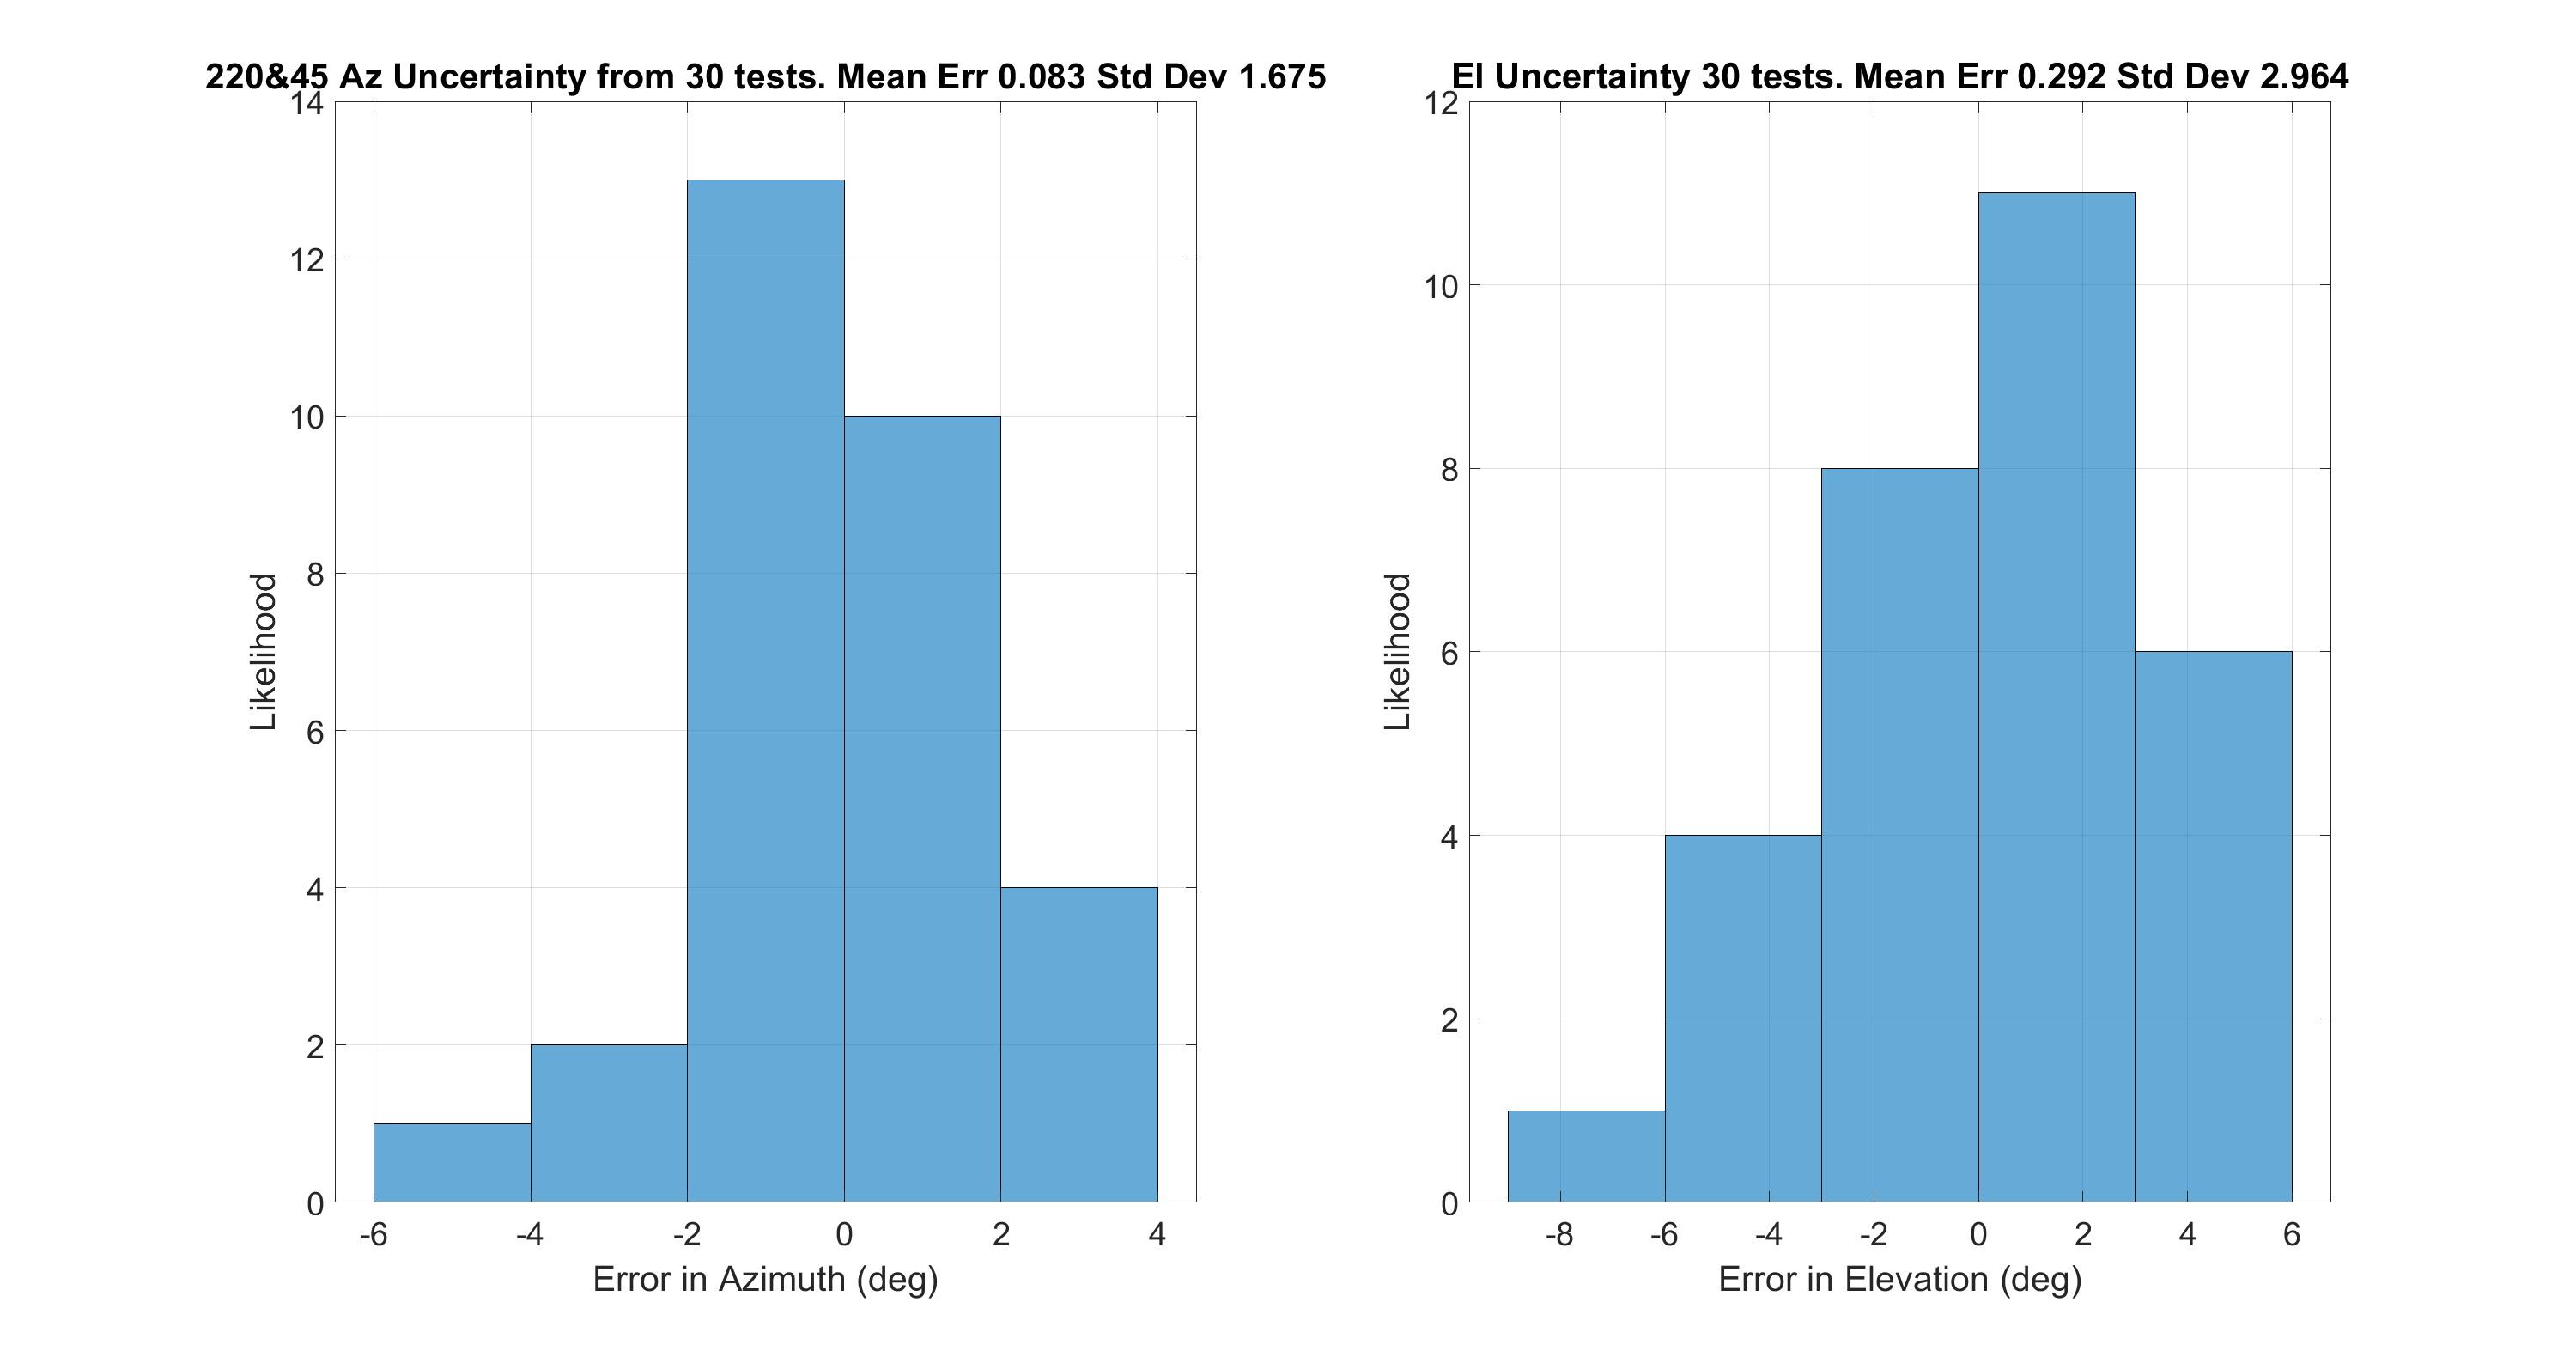 220&45 Az Uncertainty from 30 tests. Mean Err 0.083 Std Dev 1.675
14
12
10
8
6
4
2
0
Likelihood
-6 -4 -2 0 2 4
Error in Azimuth (deg)
El Uncertainty 30 tests. Mean Err 0.292 Std Dev 2.964
12
10
8
6
4
2
0
Likelihood
-8 -6 -4 -2 0 2 4 6
Error in Elevation (deg)